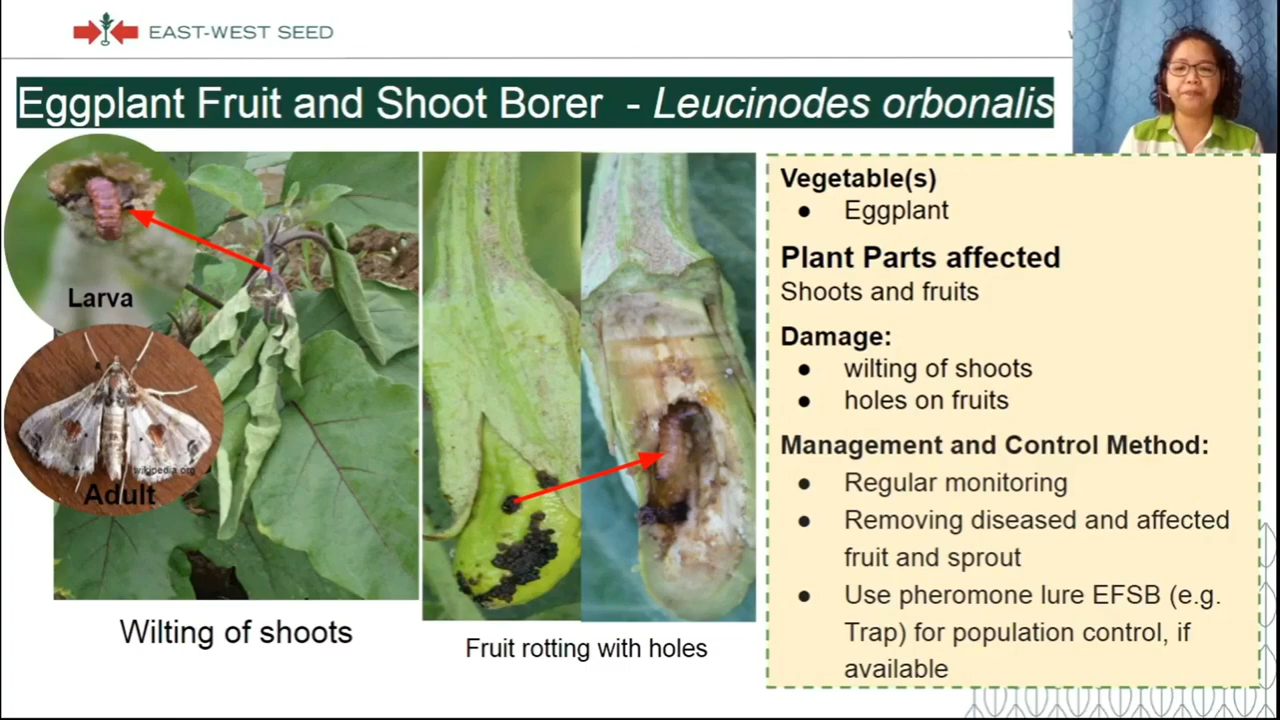 EAST-WEST SEED
Eggplant Fruit and Shoot Borer - Leucinodes orbonalis
Larva
wikipedia.org
Adult
Wilting of shoots
Fruit rotting with holes
Vegetable(s)
● Eggplant
Plant Parts affected
Shoots and fruits
Damage:
● wilting of shoots
● holes on fruits
Management and Control Method:
● Regular monitoring
● Removing diseased and affected
fruit and sprout
● Use pheromone lure EFSB (e.g.
Trap) for population control, if
available